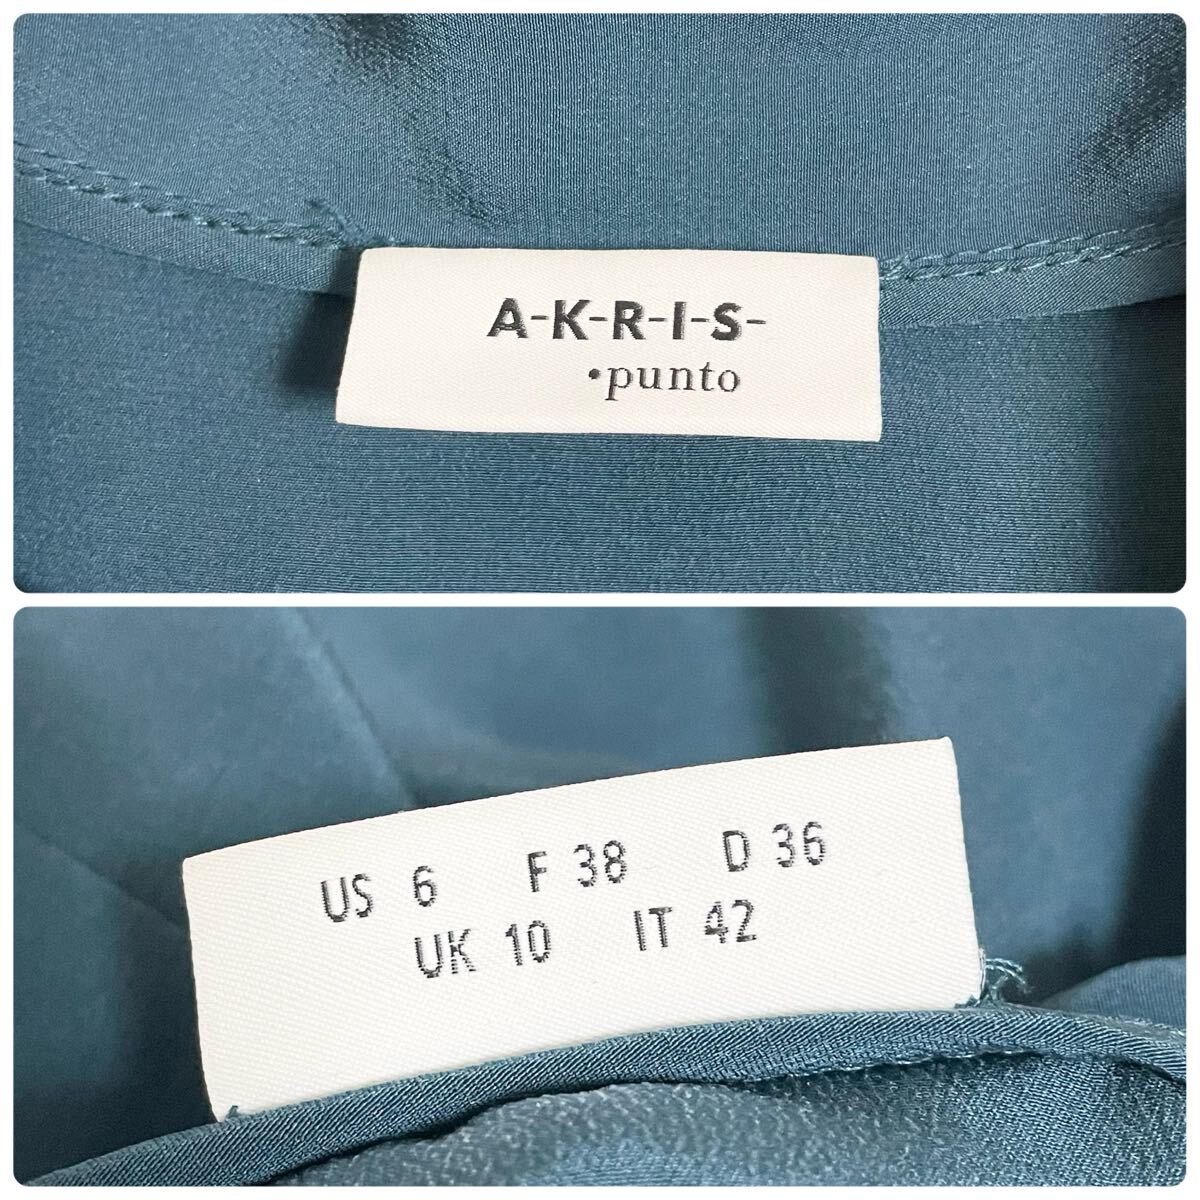 A-K-R-I-S-
•punto
US 6 F 38 D 36
UK 10 IT 42